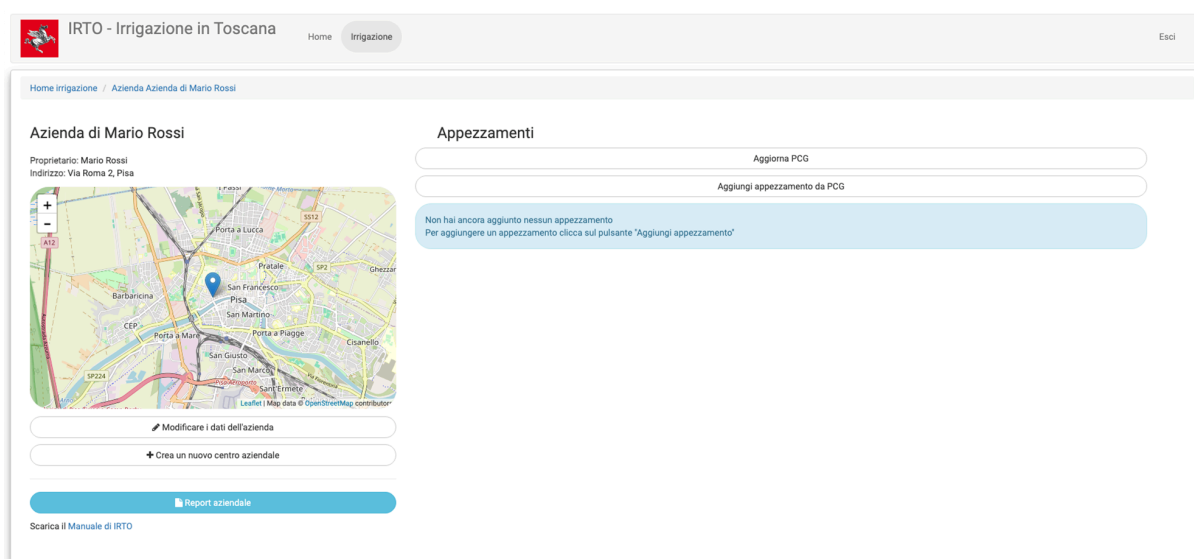 IRTO - Irrigazione in Toscana
Home
Irrigazione
Esci
Home irrigazione / Azienda Azienda di Mario Rossi
Azienda di Mario Rossi
Proprietario: Mario Rossi
Indirizzo: Via Roma 2, Pisa
+
-
I Passi
SS12
Porta a Lucca
A12
Pratale
SP2
Ghezzan
San Francesco
Barbaricina
Pisa
San Martino
CEP
Porta a Mare
Porta a Piagge
Cisanello
San Giusto
San Marco
SP224
Sant'Ermete
Leaflet | Map data © OpenStreetMap contributors
Modificare i dati dell'azienda
Crea un nuovo centro aziendale
Report aziendale
Scarica il Manuale di IRTO
Appezzamenti
Aggiorna PCG
Aggiungi appezzamento da PCG
Non hai ancora aggiunto nessun appezzamento
Per aggiungere un appezzamento clicca sul pulsante "Aggiungi appezzamento"